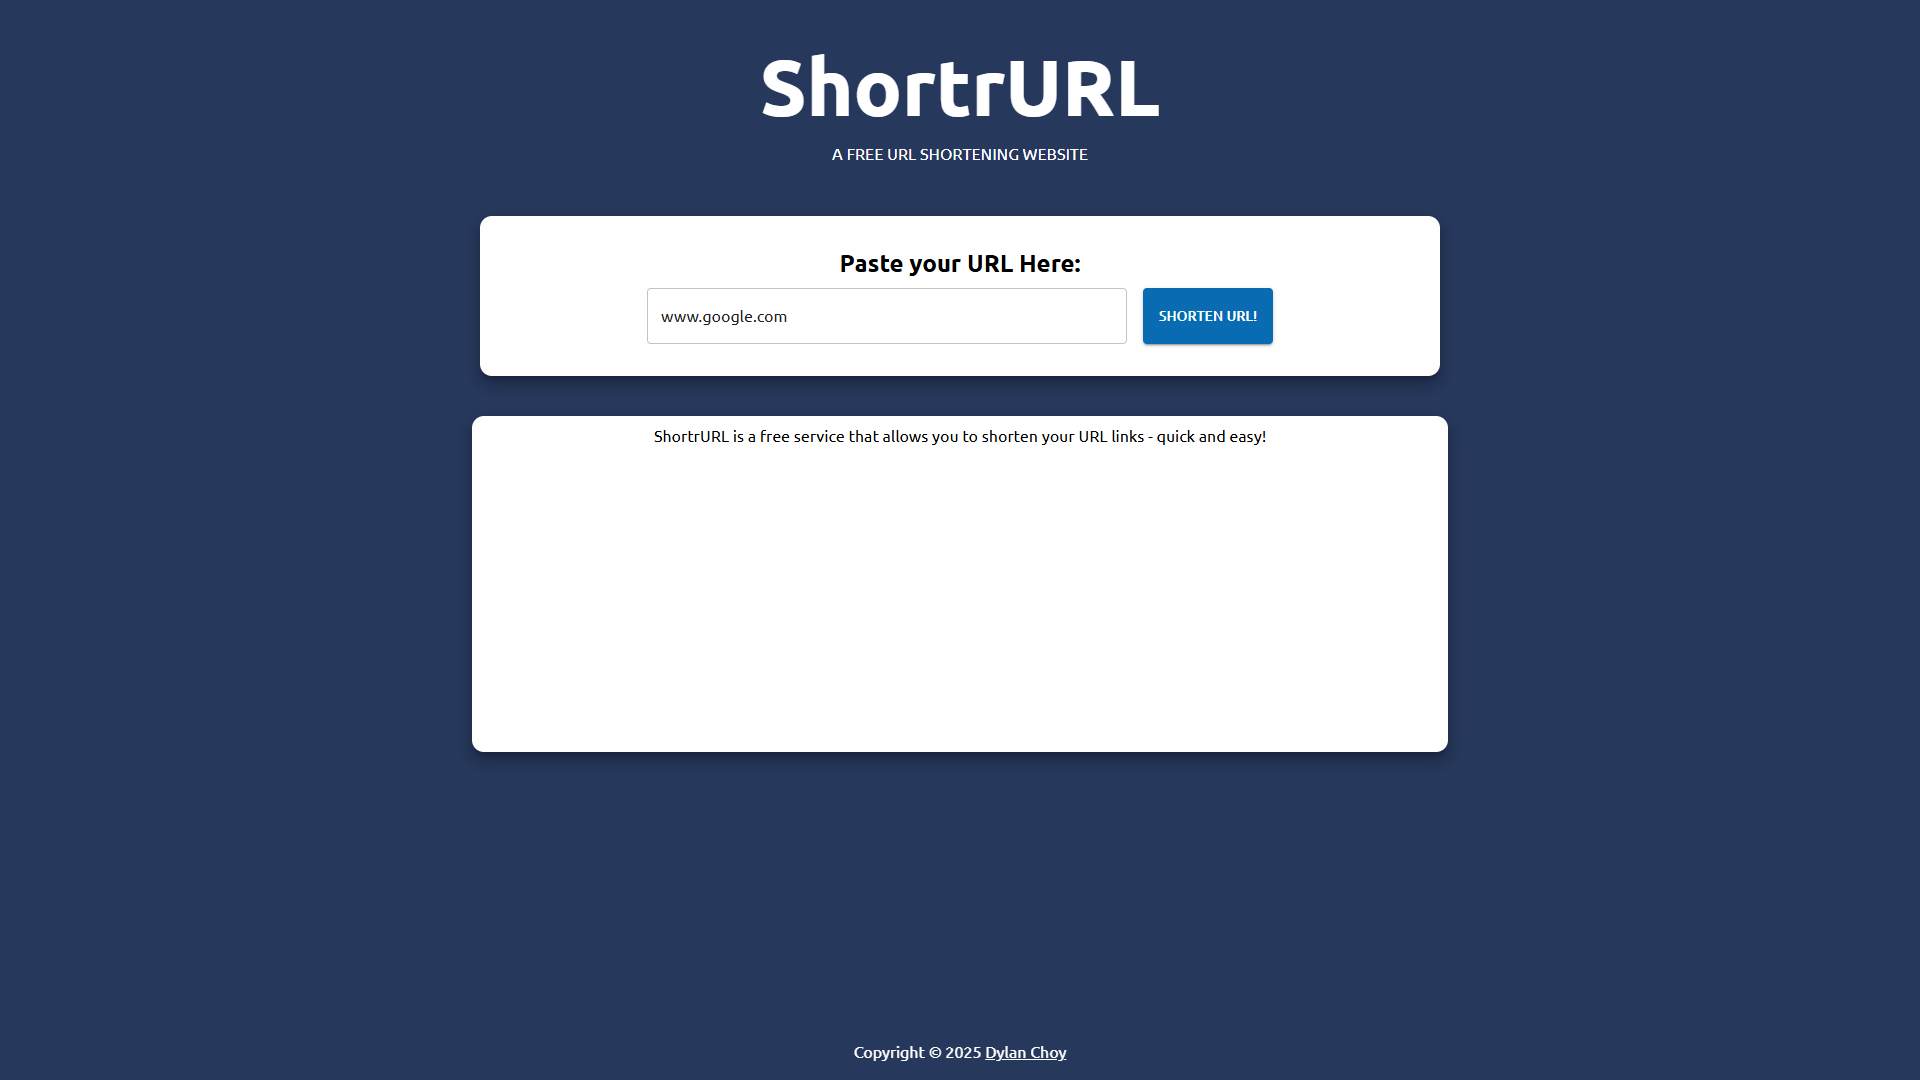 ShortrURL
A FREE URL SHORTENING WEBSITE
Paste your URL Here:
www.google.com
SHORTEN URL!
ShortrURL is a free service that allows you to shorten your URL links - quick and easy!
Copyright © 2025 Dylan Choy